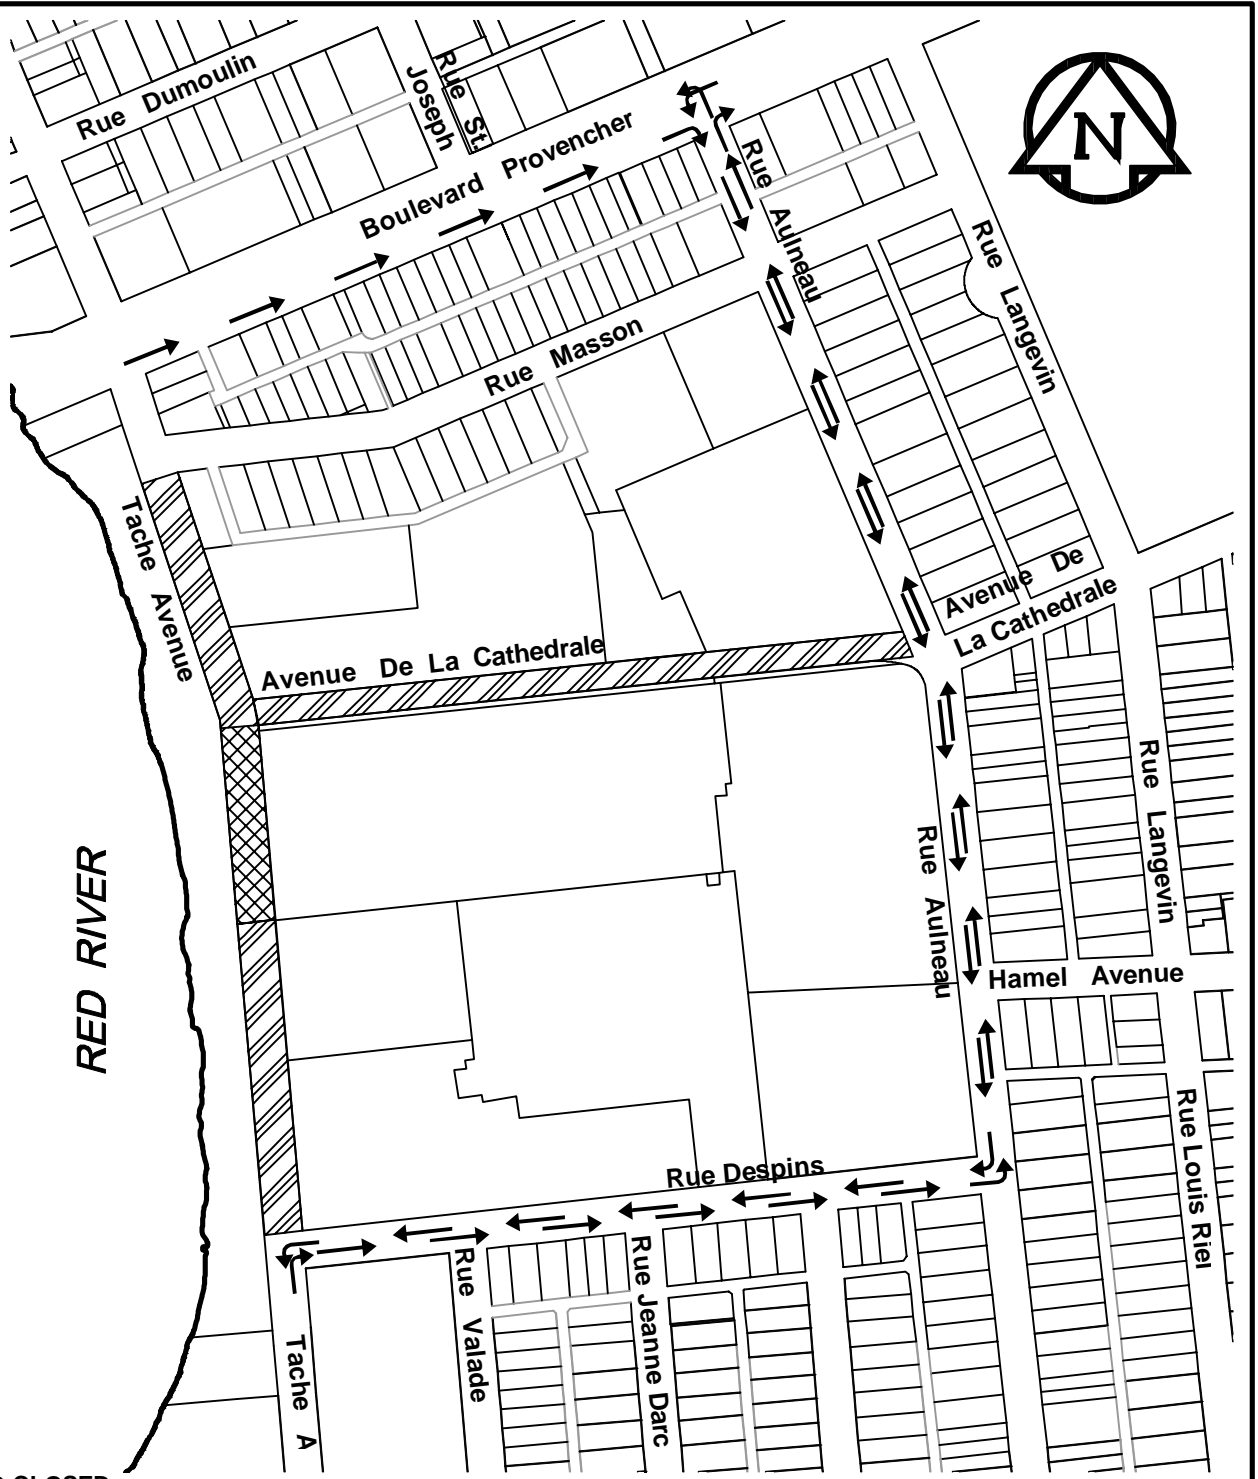 Rue Dumoulin
Rue St.
Joseph
Boulevard Provencher
N
Rue Aulneau
Rue Langevin
Rue Masson
Tache Avenue
Avenue De
La Cathedrale
Avenue De La Cathedrale
Rue Langevin
Rue Aulneau
RED RIVER
Hamel Avenue
Rue Louis Riel
Rue Despins
Rue Valade
Rue Jeanne Darc
Tache A
CLOSED